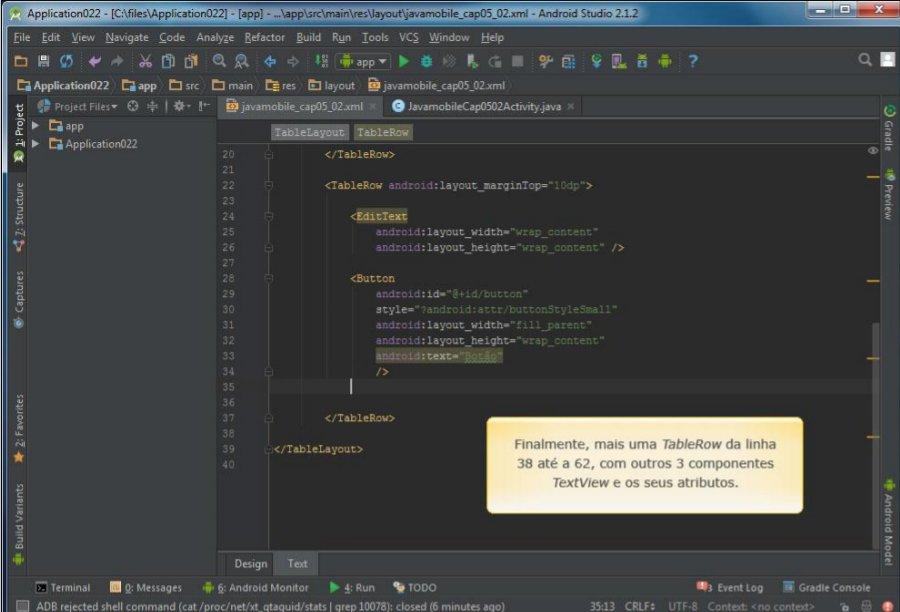 Application022 - [C:\files\Application022] - [app] - ...\app\src\main\res\layout\javamobile_cap05_02.xml - Android Studio 2.1.2
File Edit View Navigate Code Analyze Refactor Build Run Tools VCS Window Help
app
Application022 app src main res layout javamobile_cap05_02.xml
Project Files
javamobile_cap05_02.xml
JavamobileCap0502Activity.java
app
Application022
TableLayout TableRow
1: Project
7: Structure
Captures
2: Favorites
Build Variants
20 </TableRow>
21
22 <TableRow android:layout_marginTop="10dp">
23
24 <EditText
25 android:layout_width="wrap_content"
26 android:layout_height="wrap_content" />
27
28 <Button
29 android:id="@+id/button"
30 style="?android:attr/buttonStyleSmall"
31 android:layout_width="fill_parent"
32 android:layout_height="wrap_content"
33 android:text="Botão"
34 />
35
36
37 </TableRow>
38
39 </TableLayout>
40
Finalmente, mais uma TableRow da linha
38 até a 62, com outros 3 componentes
TextView e os seus atributos.
Gradle
Preview
Android Model
Design Text
Terminal 0: Messages 6: Android Monitor 4: Run TODO 3 Event Log Gradle Console
ADB rejected shell command (cat /proc/net/xt_qtaguid/stats | grep 10078): closed (6 minutes ago) 35:13 CRLF UTF-8 Context: <no context>